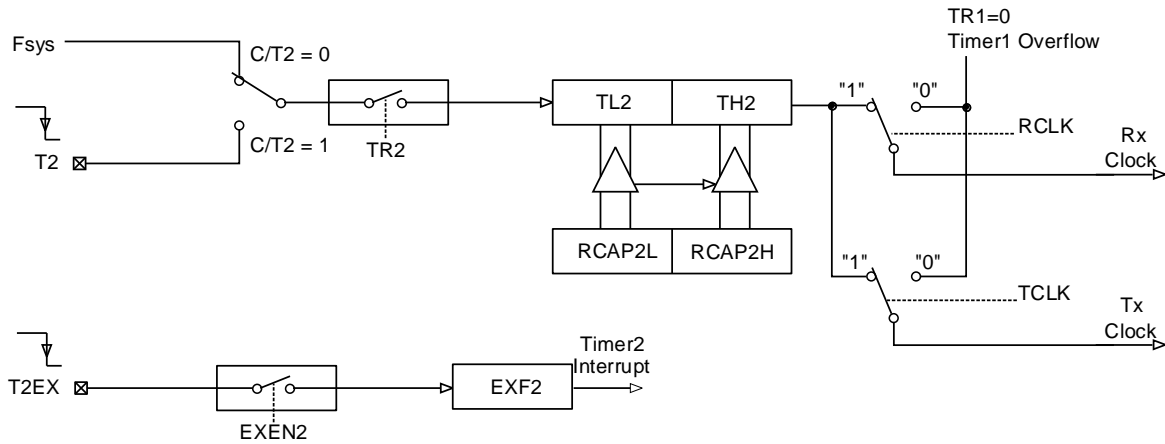 TR1=0
Timer1 Overflow
Fsys
C/T2 = 0
TL2
TH2
"1"
"0"
RCLK
Rx
Clock
T2
C/T2 = 1
TR2
RCAP2L
RCAP2H
"1"
"0"
TCLK
Tx
Clock
T2EX
EXEN2
EXF2
Timer2
Interrupt